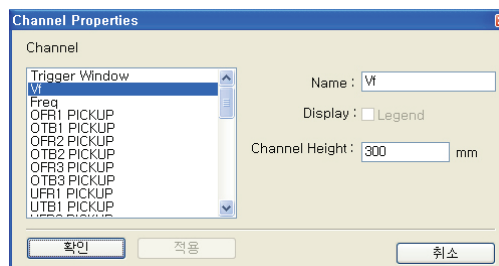 Channel Properties
Channel
Trigger Window
Vf
Freq
OFR1 PICKUP
OTB1 PICKUP
OFR2 PICKUP
OTB2 PICKUP
OFR3 PICKUP
OTB3 PICKUP
UFR1 PICKUP
UTB1 PICKUP
Name : Vf
Display : Legend
Channel Height : 300 mm
확인 적용 취소